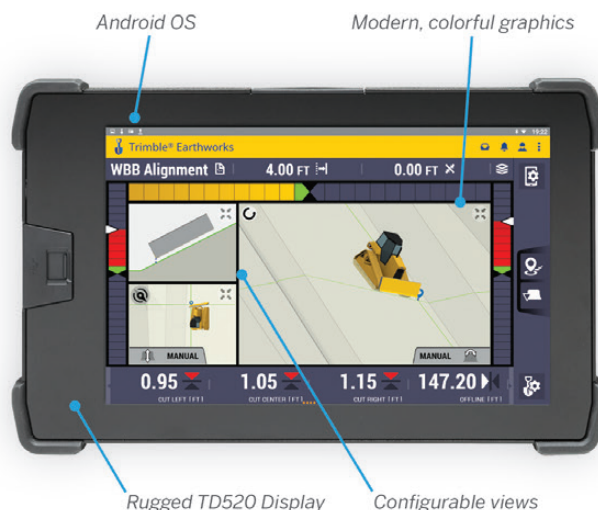 Android OS
Modern, colorful graphics
19:22
Trimble® Earthworks
WBB Alignment 4.00 FT 0.00 FT
MANUAL
MANUAL
0.95 1.05 1.15 147.20
CUT LEFT [FT] CUT CENTER [FT] CUT RIGHT [FT] OFFLINE [FT]
Rugged TD520 Display
Configurable views